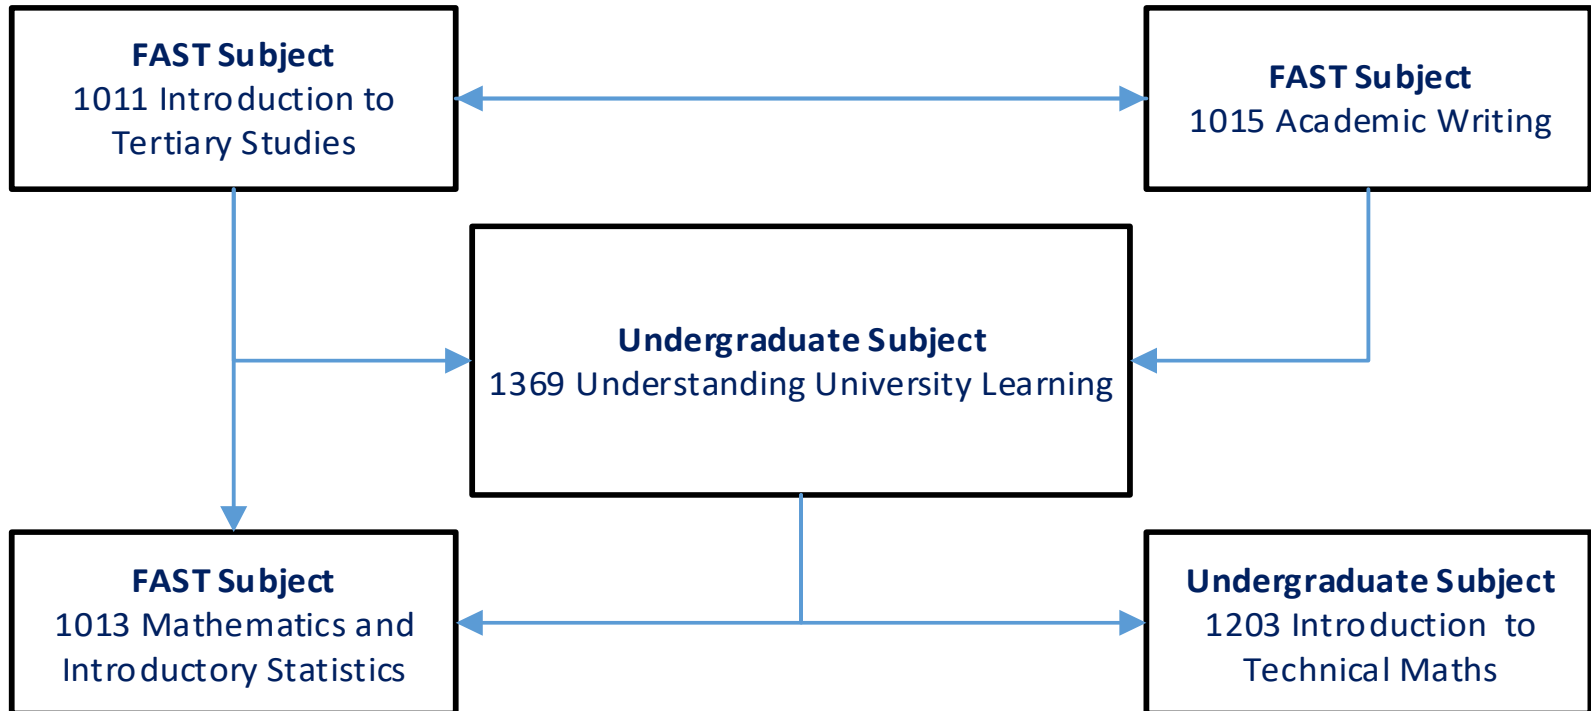 FAST Subject
1011 Introduction to
Tertiary Studies
FAST Subject
1015 Academic Writing
Undergraduate Subject
1369 Understanding University Learning
FAST Subject
1013 Mathematics and
Introductory Statistics
Undergraduate Subject
1203 Introduction to
Technical Maths